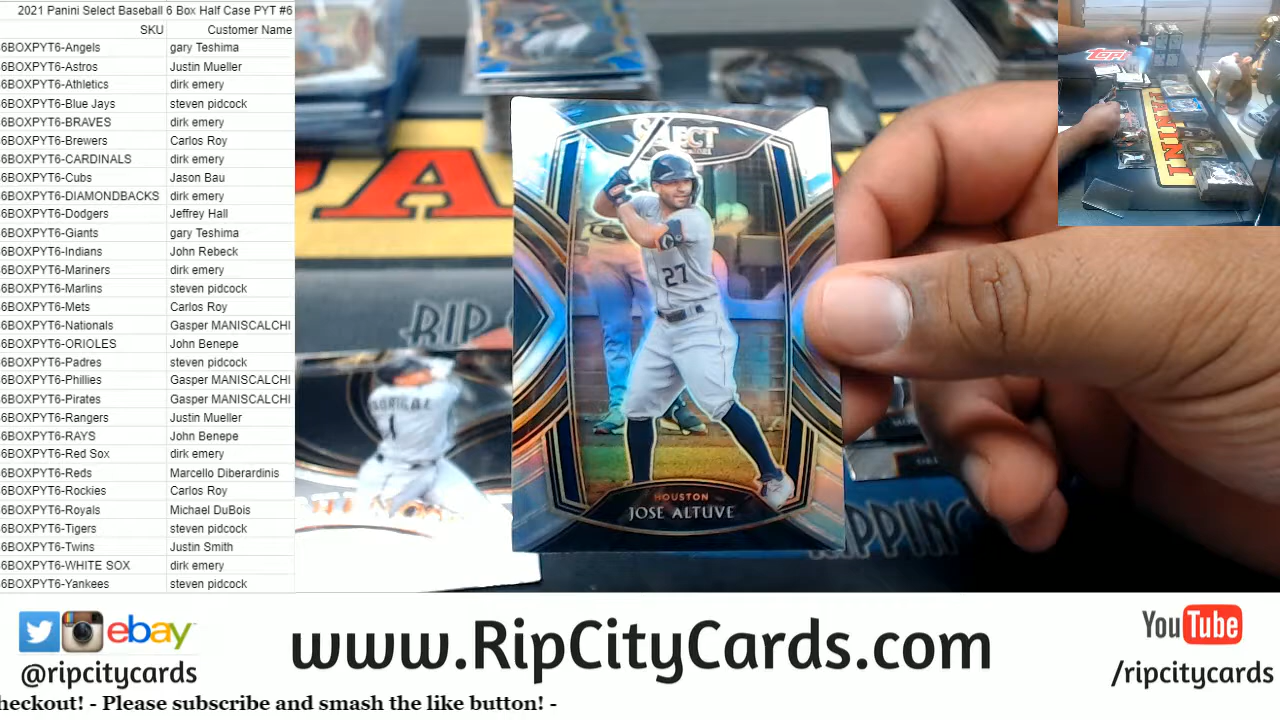 2021 Panini Select Baseball 6 Box Half Case PYT #6
SKU Customer Name
6BOXPYT6-Angels gary Teshima
6BOXPYT6-Astros Justin Mueller
6BOXPYT6-Athletics dirk emery
6BOXPYT6-Blue Jays steven pidcock
6BOXPYT6-BRAVES dirk emery
6BOXPYT6-Brewers Carlos Roy
6BOXPYT6-CARDINALS dirk emery
6BOXPYT6-Cubs Jason Bau
6BOXPYT6-DIAMONDBACKS dirk emery
6BOXPYT6-Dodgers Jeffrey Hall
6BOXPYT6-Giants gary Teshima
6BOXPYT6-Indians John Rebeck
6BOXPYT6-Mariners dirk emery
6BOXPYT6-Marlins steven pidcock
6BOXPYT6-Mets Carlos Roy
6BOXPYT6-Nationals Gasper MANISCALCHI
6BOXPYT6-ORIOLES John Benepe
6BOXPYT6-Padres steven pidcock
6BOXPYT6-Phillies Gasper MANISCALCHI
6BOXPYT6-Pirates Gasper MANISCALCHI
6BOXPYT6-Rangers Justin Mueller
6BOXPYT6-RAYS John Benepe
6BOXPYT6-Red Sox dirk emery
6BOXPYT6-Reds Marcello Diberardinis
6BOXPYT6-Rockies Carlos Roy
6BOXPYT6-Royals Michael DuBois
6BOXPYT6-Tigers steven pidcock
6BOXPYT6-Twins Justin Smith
6BOXPYT6-WHITE SOX dirk emery
6BOXPYT6-Yankees steven pidcock
SELECT
27
HOUSTON
JOSE ALTUVE
RIP
RIPPING
1
topps
PANINI
ebay
@ripcitycards
www.RipCityCards.com
YouTube
/ripcitycards
heckout! - Please subscribe and smash the like button! -